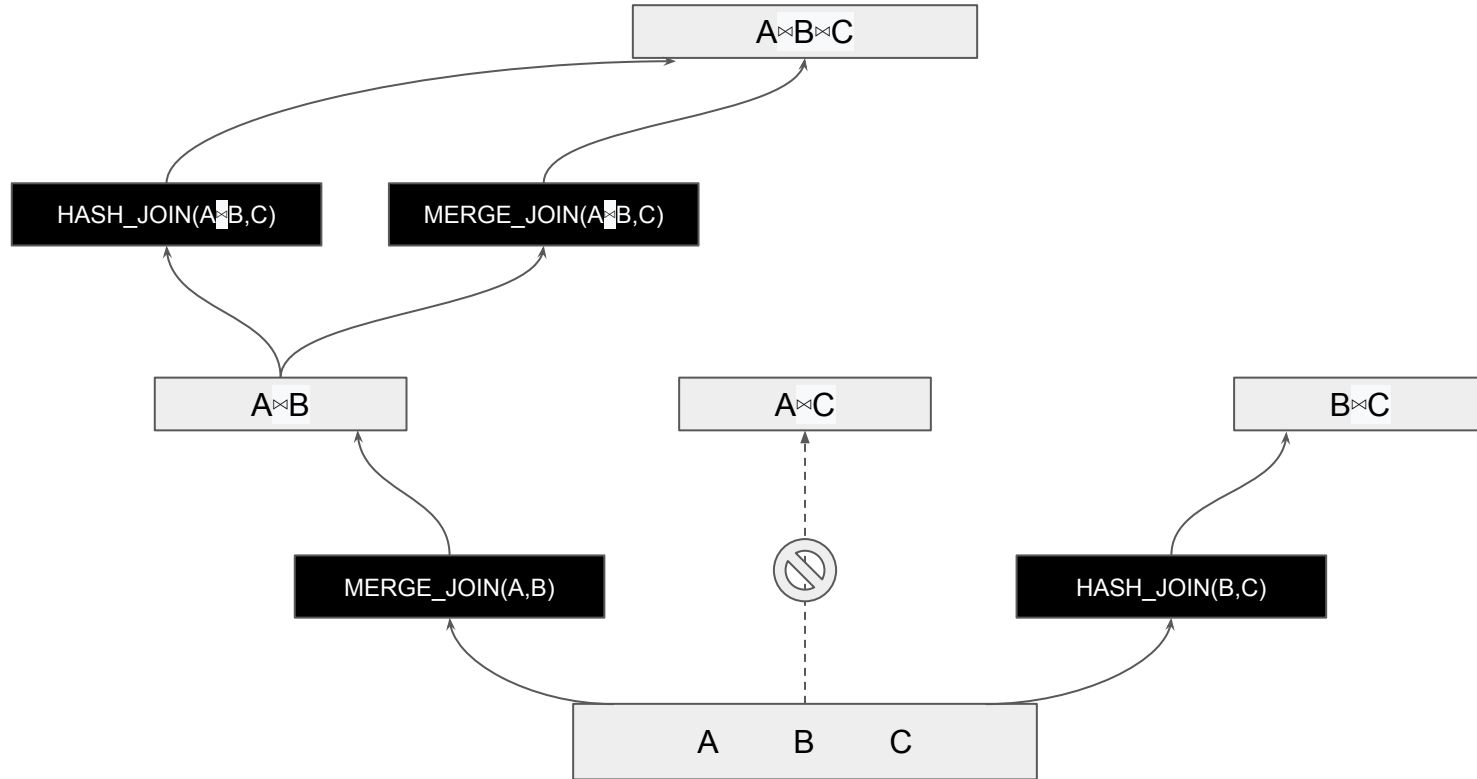 A⋈B⋈C
HASH_JOIN(A⋈B,C)
MERGE_JOIN(A⋈B,C)
A⋈B
A⋈C
B⋈C
MERGE_JOIN(A,B)
HASH_JOIN(B,C)
A B C